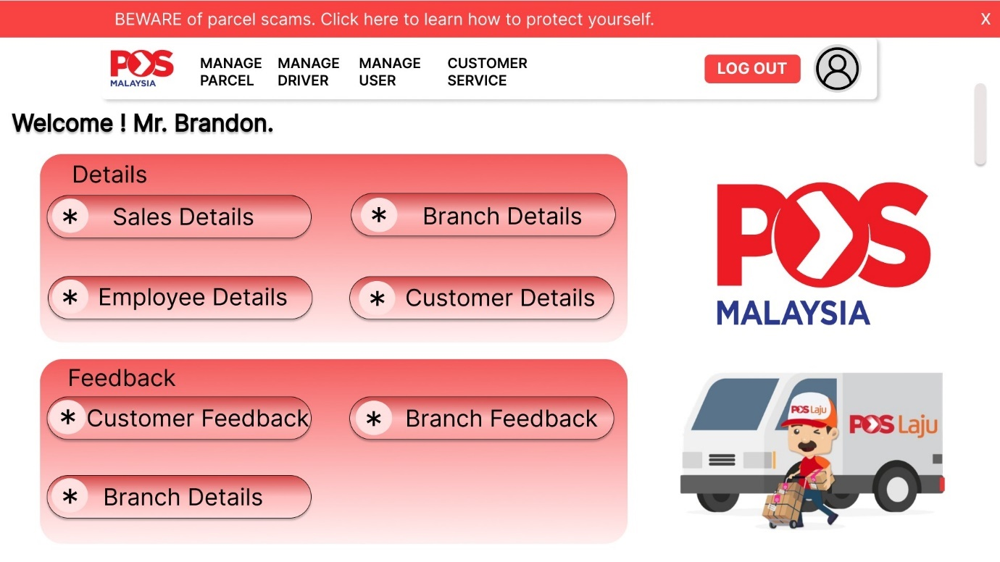 BEWARE of parcel scams. Click here to learn how to protect yourself.
X
POS
MALAYSIA
MANAGE
PARCEL
MANAGE
DRIVER
MANAGE
USER
CUSTOMER
SERVICE
LOG OUT
Welcome ! Mr. Brandon.
Details
* Sales Details
* Branch Details
* Employee Details
* Customer Details
POS
MALAYSIA
Feedback
* Customer Feedback
* Branch Feedback
* Branch Details
POS Laju
POS Laju